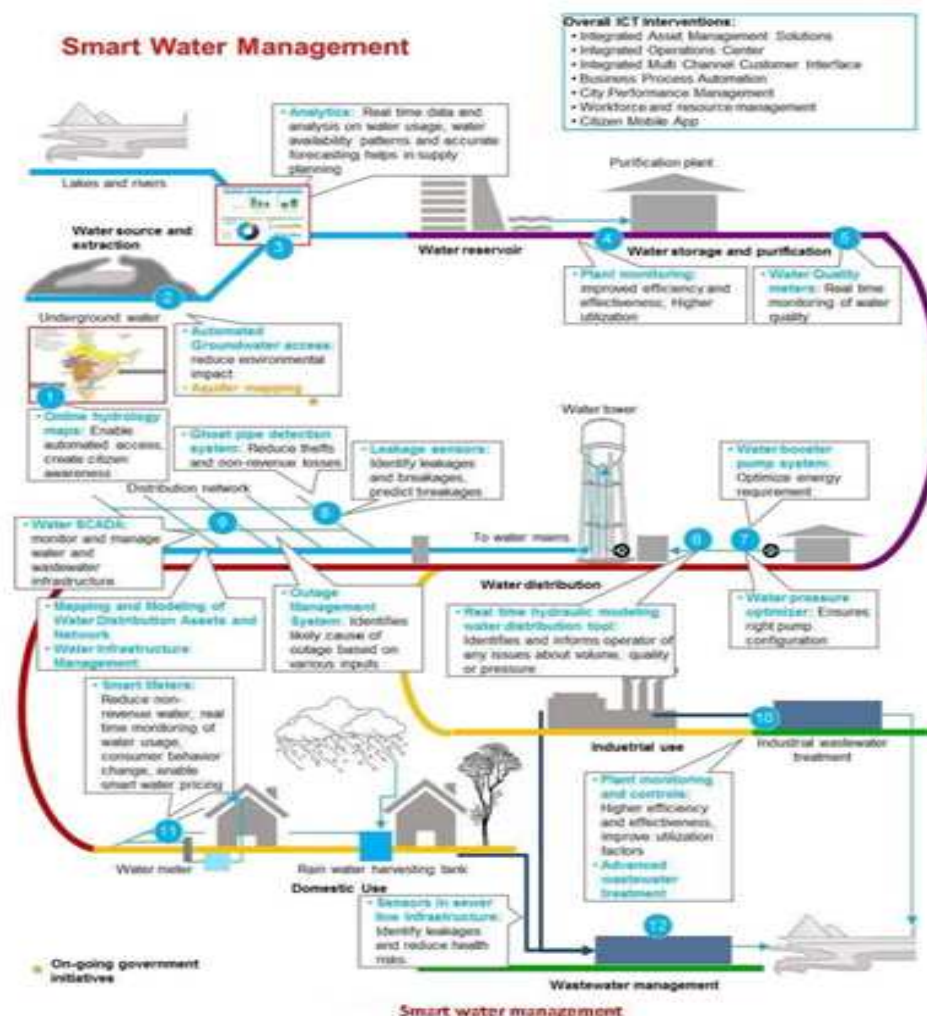 Smart Water Management
Overall ICT Interventions:
• Integrated Asset Management Solutions
• Integrated Operations Center
• Integrated Multi Channel Customer Interface
• Business Process Automation
• City Performance Management
• Workforce and resource management
• Citizen Mobile App
• Analytics: Real time data and
analysis on water usage, water
availability patterns and accurate
forecasting helps in supply
planning
Lakes and rivers
Purification plant
Water source and
extraction
3
Water reservoir
4
Water storage and purification
5
2
Underground water
• Plant monitoring:
improved efficiency and
effectiveness; Higher
utilization
• Water Quality
meters: Real time
monitoring of water
quality
• Automated
Groundwater access:
reduce environmental
impact
• Aquifer mapping
1
• Online hydrology
maps: Enable
automated access,
create citizen
awareness
• Ghost pipe detection
system: Reduce thefts
and non-revenue losses
• Leakage sensors:
Identify leakages
and breakages,
predict breakages
Water tower
• Water booster
pump system:
Optimize energy
requirement
Distribution network
9
8
• Water SCADA:
monitor and manage
water and
wastewater
infrastructure
To water mains
6
7
Water distribution
• Mapping and Modeling of
Water Distribution Assets and
Network
• Water Infrastructure
Management
• Outage
Management
System: Identifies
likely cause of
outage based on
various inputs
• Real time hydraulic modeling
water distribution tool:
Identifies and informs operator of
any issues about volume, quality
or pressure
• Water pressure
optimizer: Ensures
right pump
configuration
• Smart Meters:
Reduce non-
revenue water, real
time monitoring of
water usage,
consumer behavior
change, enable
smart water pricing
10
Industrial use
Industrial wastewater
treatment
• Plant monitoring
and controls:
Higher efficiency
and effectiveness,
improve utilization
factors
• Advanced
wastewater
treatment
11
Water meter
Rain water harvesting tank
Domestic Use
• Sensors in sewer
line infrastructure:
Identify leakages
and reduce health
risks.
12
Wastewater management
On-going government
initiatives
Smart water management